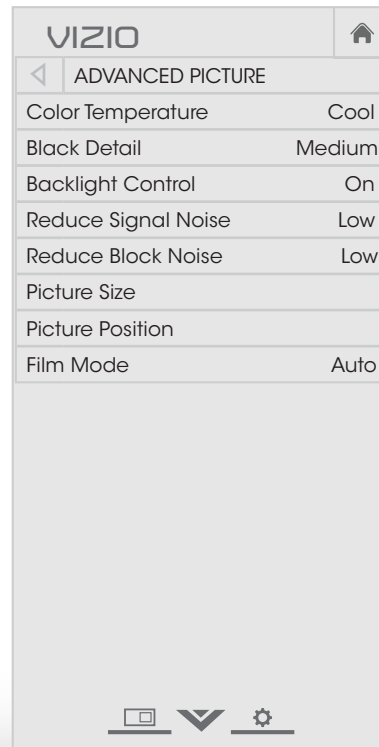 VIZIO
ADVANCED PICTURE
Color Temperature Cool
Black Detail Medium
Backlight Control On
Reduce Signal Noise Low
Reduce Block Noise Low
Picture Size
Picture Position
Film Mode Auto